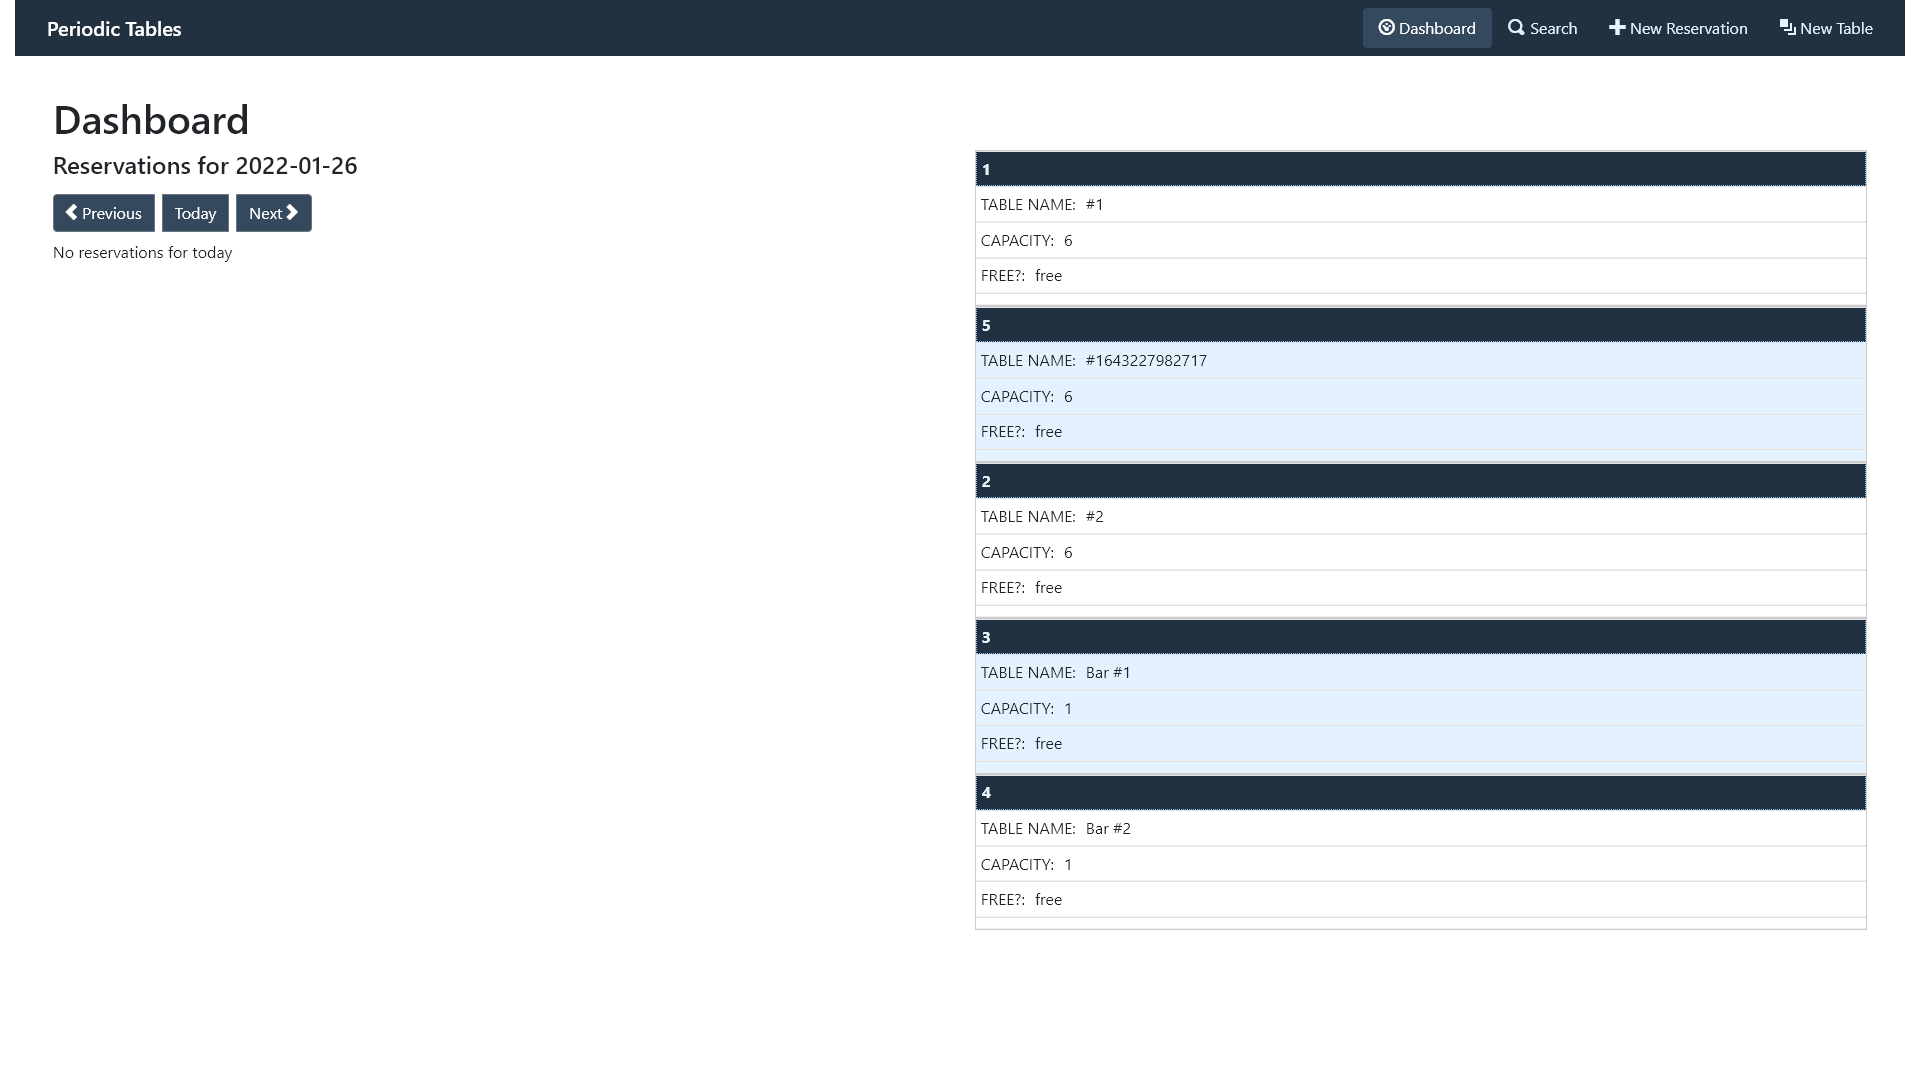 Periodic Tables
Dashboard
Search
New Reservation
New Table
Dashboard
Reservations for 2022-01-26
Previous
Today
Next
No reservations for today
1
TABLE NAME: #1
CAPACITY: 6
FREE?: free
5
TABLE NAME: #1643227982717
CAPACITY: 6
FREE?: free
2
TABLE NAME: #2
CAPACITY: 6
FREE?: free
3
TABLE NAME: Bar #1
CAPACITY: 1
FREE?: free
4
TABLE NAME: Bar #2
CAPACITY: 1
FREE?: free